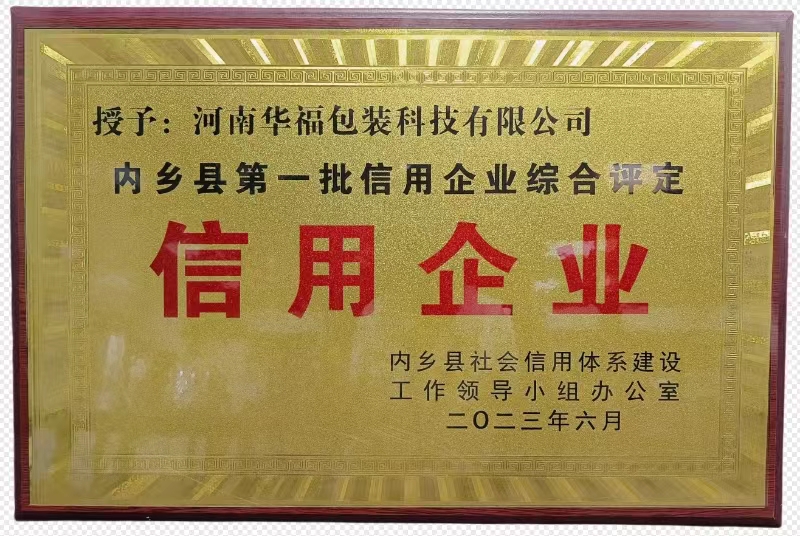 授予：河南华福包装科技有限公司
内乡县第一批信用企业综合评定
信用企业
内乡县社会信用体系建设
工作领导小组办公室
二〇二三年六月